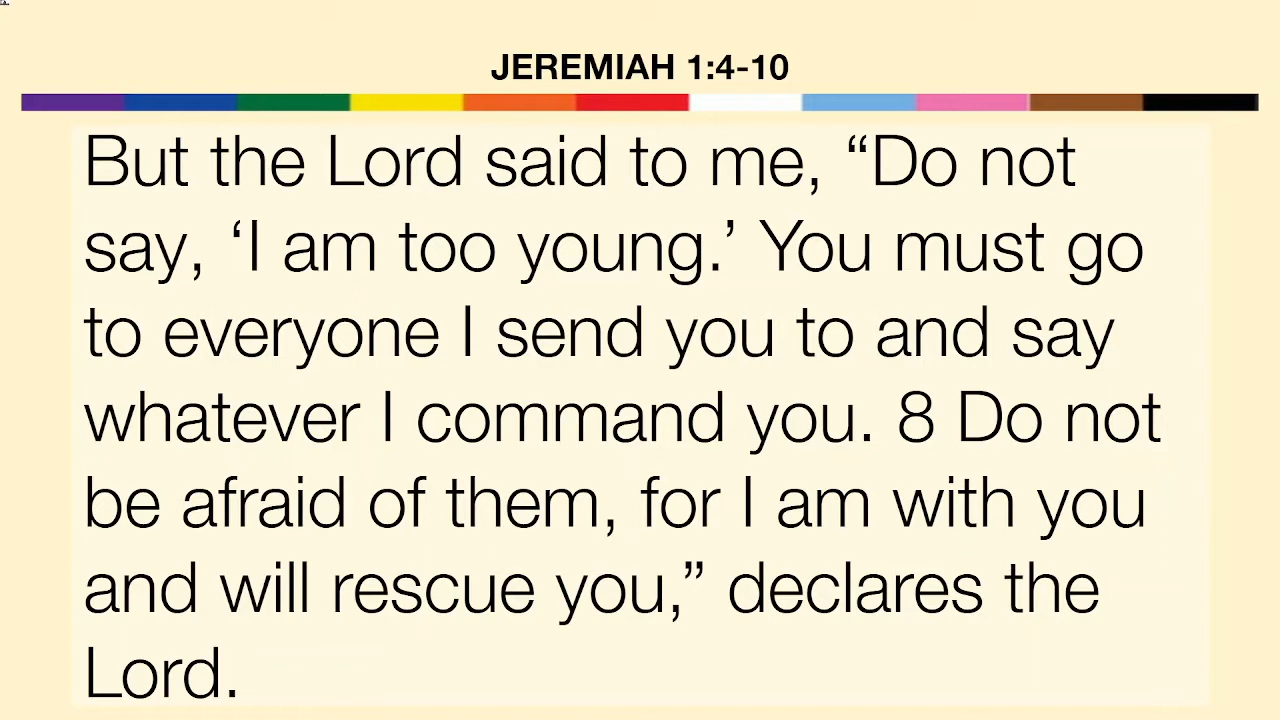 JEREMIAH 1:4-10
But the Lord said to me, “Do not
say, ‘I am too young.’ You must go
to everyone I send you to and say
whatever I command you. 8 Do not
be afraid of them, for I am with you
and will rescue you,” declares the
Lord.